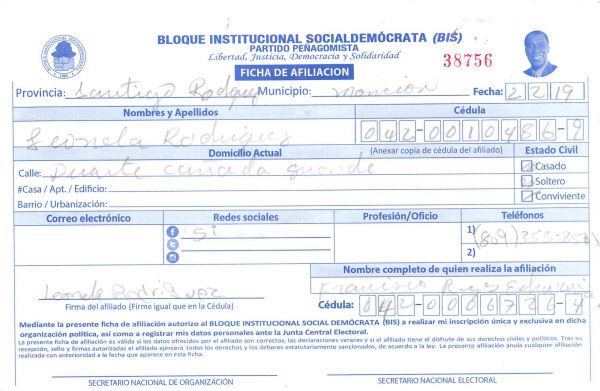 BLOQUE INSTITUCIONAL SOCIALDEMÓCRATA (BIS)
PARTIDO PEÑAGOMISTA
Libertad, Justicia, Democracia y Solidaridad
38756
FICHA DE AFILIACION
Provincia: Santiago Rodguez Municipio: moncion Fecha: 2 2 19
Nombres y Apellidos Cédula
Leonela Rodriguez 042-0010486-9
Domicilio Actual (Anexar copia de cédula del afiliado) Estado Civil
Calle: Duarte canada grande Casado
#Casa / Apt. / Edificio: Soltero
Barrio / Urbanización: Conviviente
Correo electrónico Redes sociales Profesión/Oficio Teléfonos
si 1) (809) 353-
2)
Nombre completo de quien realiza la afiliación
Leonela Rodriguez Francisco
Firma del afiliado (Firme igual que en la Cédula) Cédula: 042-0006726-4
Mediante la presente ficha de afiliación autorizo al BLOQUE INSTITUCIONAL SOCIAL DEMÓCRATA (BIS) a realizar mi inscripción única y exclusiva en dicha
organización política, así como a registrar mis datos personales ante la Junta Central Electoral.
La presente ficha de afiliación es válida si los datos ofrecidos por el afiliado son correctos, las declaraciones veraces y si el afiliado tiene el disfrute de sus derechos civiles y políticos. Tras su
recepción, sello y firmas autorizadas el afiliado ejercerá todos los derechos y los deberes estatutariamente sancionados, de acuerdo a la ley. La presente afiliación anula cualquier afiliación
realizada con anterioridad a la fecha que aparece en esta ficha.
SECRETARIO NACIONAL DE ORGANIZACIÓN SECRETARIO NACIONAL ELECTORAL